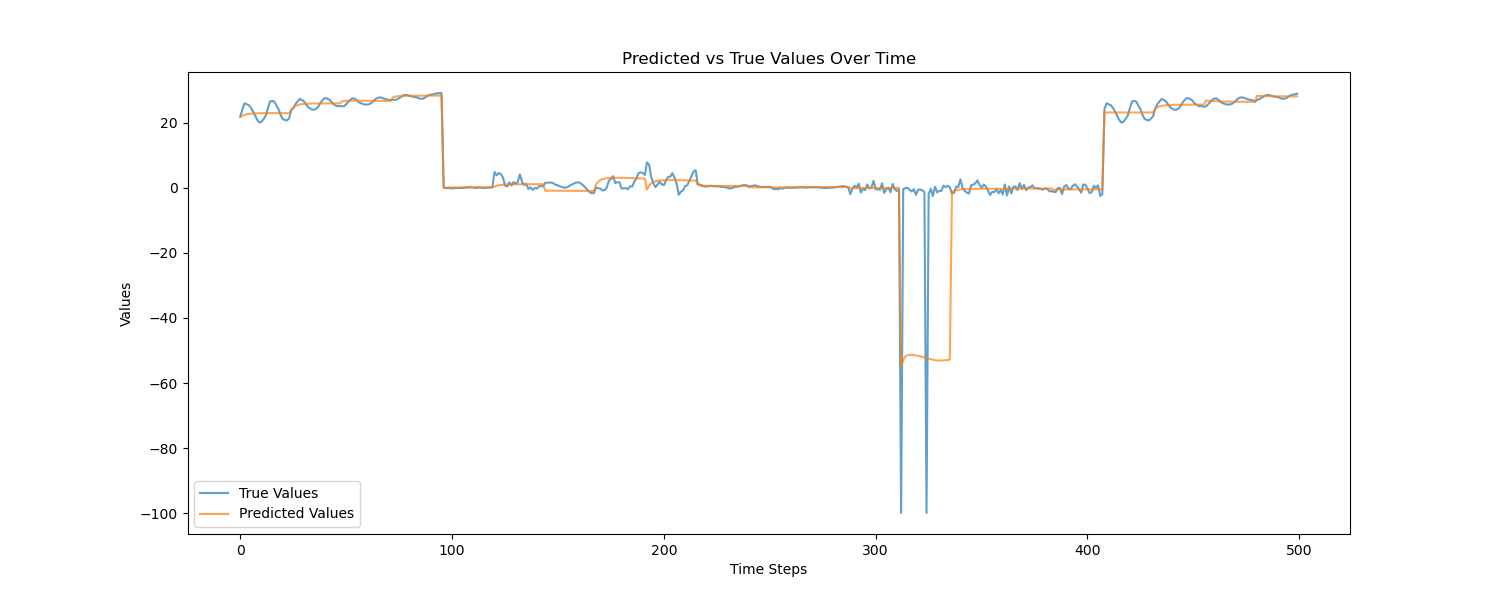 Predicted vs True Values Over Time
Values
20
0
−20
−40
−60
−80
−100
True Values
Predicted Values
0 100 200 300 400 500
Time Steps